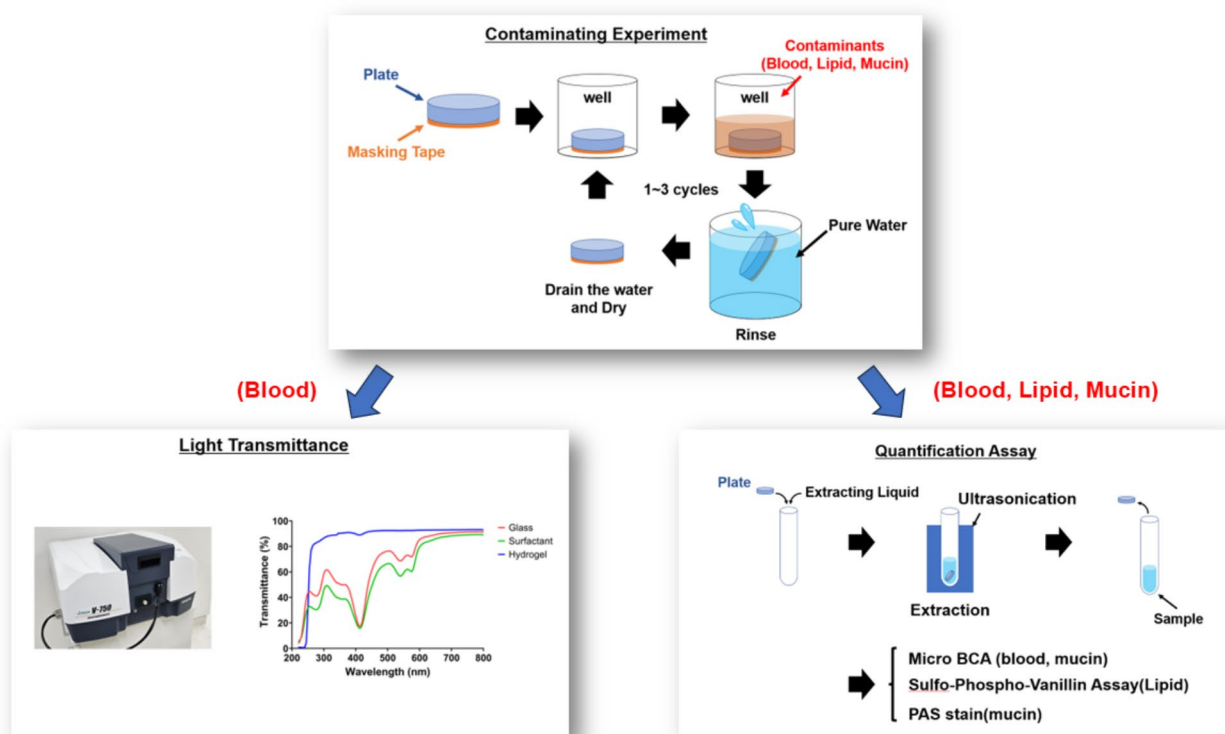 Contaminating Experiment
Contaminants
(Blood, Lipid, Mucin)
Plate
Masking Tape
well
well
1~3 cycles
Pure Water
Drain the water
and Dry
Rinse
(Blood)
(Blood, Lipid, Mucin)
Light Transmittance
V-750
Transmittance (%)
100
80
60
40
20
0
200 300 400 500 600 700 800
Wavelength (nm)
Glass
Surfactant
Hydrogel
Quantification Assay
Plate
Extracting Liquid
Ultrasonication
Extraction
Sample
Micro BCA (blood, mucin)
Sulfo-Phospho-Vanillin Assay(Lipid)
PAS stain(mucin)